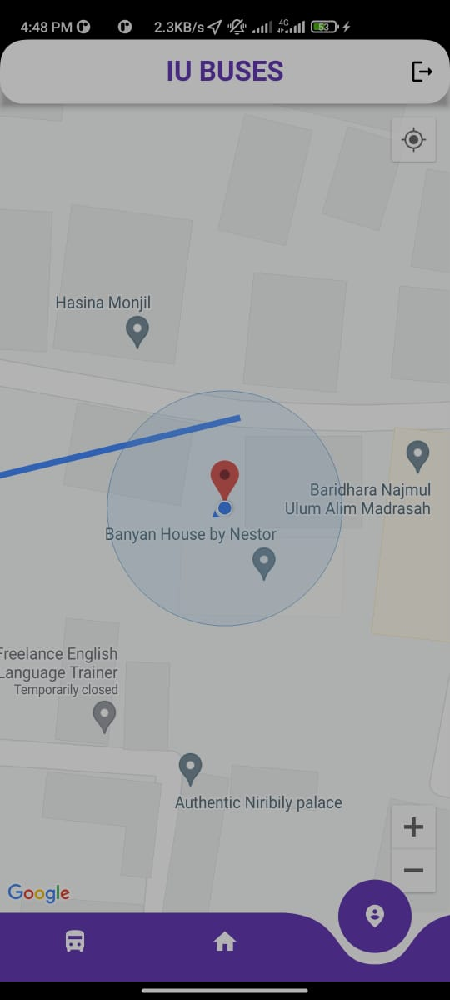 4:48 PM
2.3KB/s
4G
53
IU BUSES
Hasina Monjil
Baridhara Najmul
Ulum Alim Madrasah
Banyan House by Nestor
Freelance English
Language Trainer
Temporarily closed
Authentic Niribily palace
Google